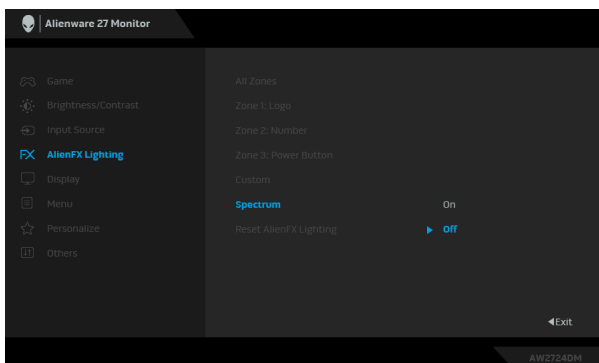 Alienware 27 Monitor
Game
Brightness/Contrast
Input Source
FX AlienFX Lighting
Display
Menu
Personalize
Others
All Zones
Zone 1: Logo
Zone 2: Number
Zone 3: Power Button
Custom
Spectrum On
Reset AlienFX Lighting Off
Exit
AW2724DM